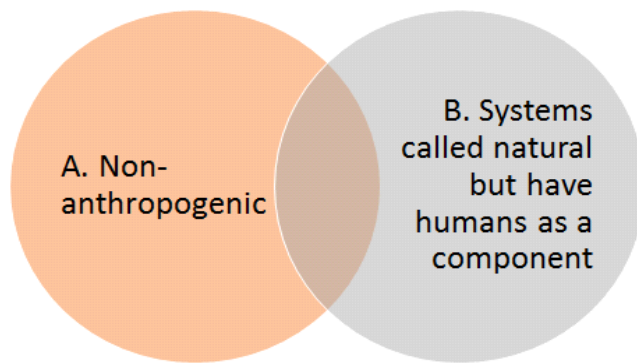 A. Non-
anthropogenic
B. Systems
called natural
but have
humans as a
component